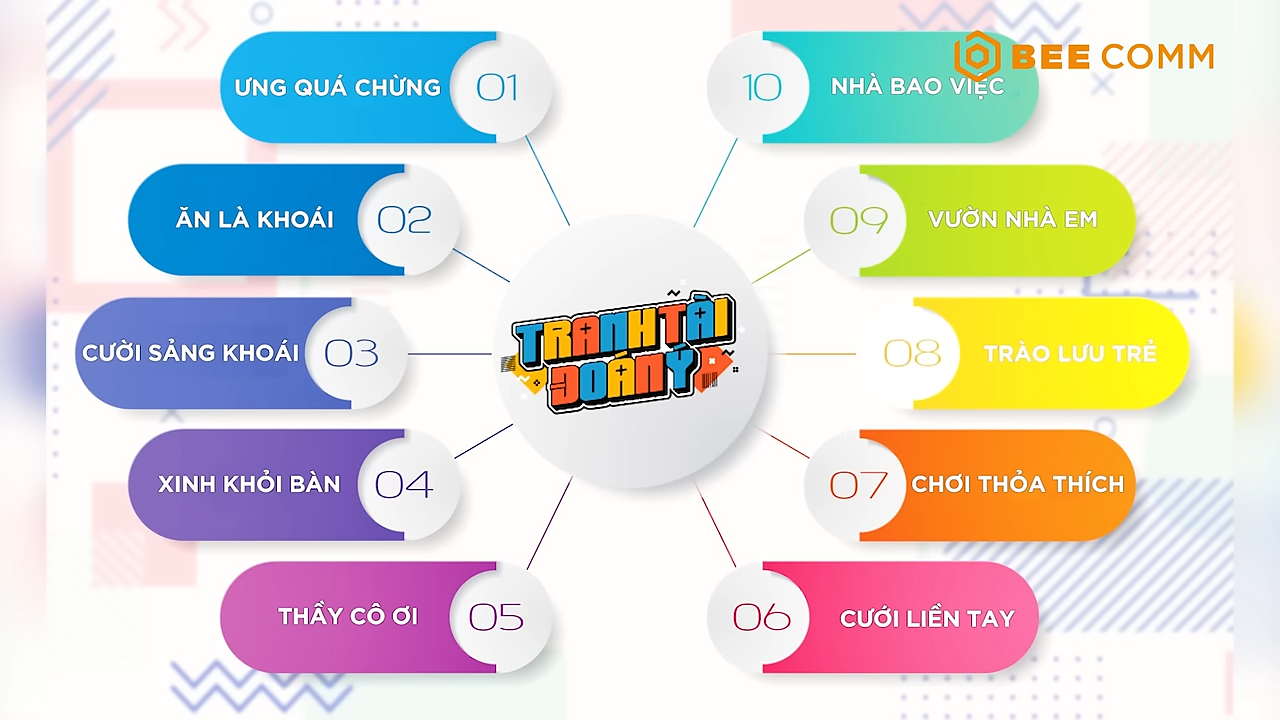 ƯNG QUÁ CHỪNG 01
ĂN LÀ KHOÁI 02
CƯỜI SẢNG KHOÁI 03
XINH KHỎI BÀN 04
THẦY CÔ ƠI 05
TRANH TÀI
ĐOÁN Ý
BEE COMM
10 NHÀ BAO VIỆC
09 VƯỜN NHÀ EM
08 TRÀO LƯU TRẺ
07 CHƠI THỎA THÍCH
06 CƯỚI LIỀN TAY